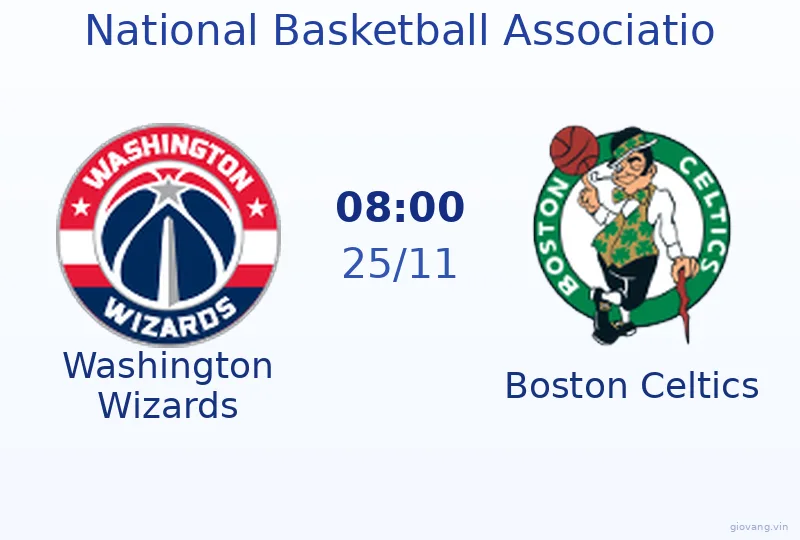 National Basketball Associatio
WASHINGTON
WIZARDS
08:00
25/11
BOSTON
CELTICS
Washington
Wizards
Boston Celtics
giovang.vin